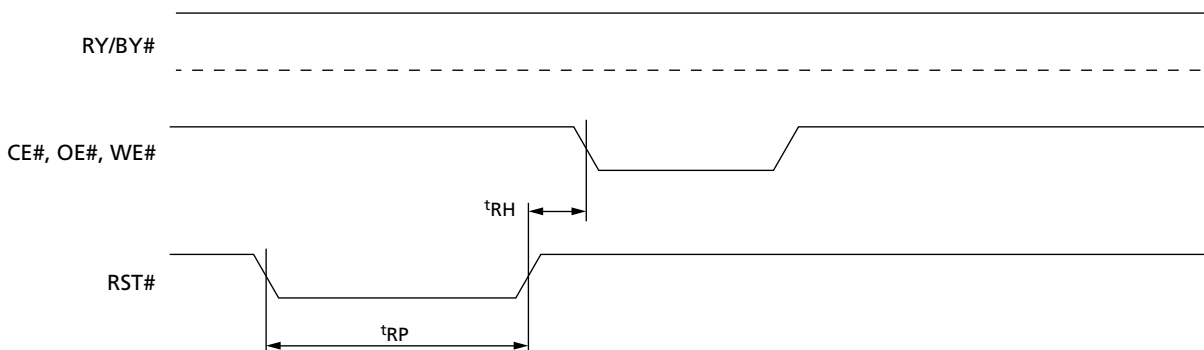 RY/BY#
CE#, OE#, WE#
tRH
RST#
tRP